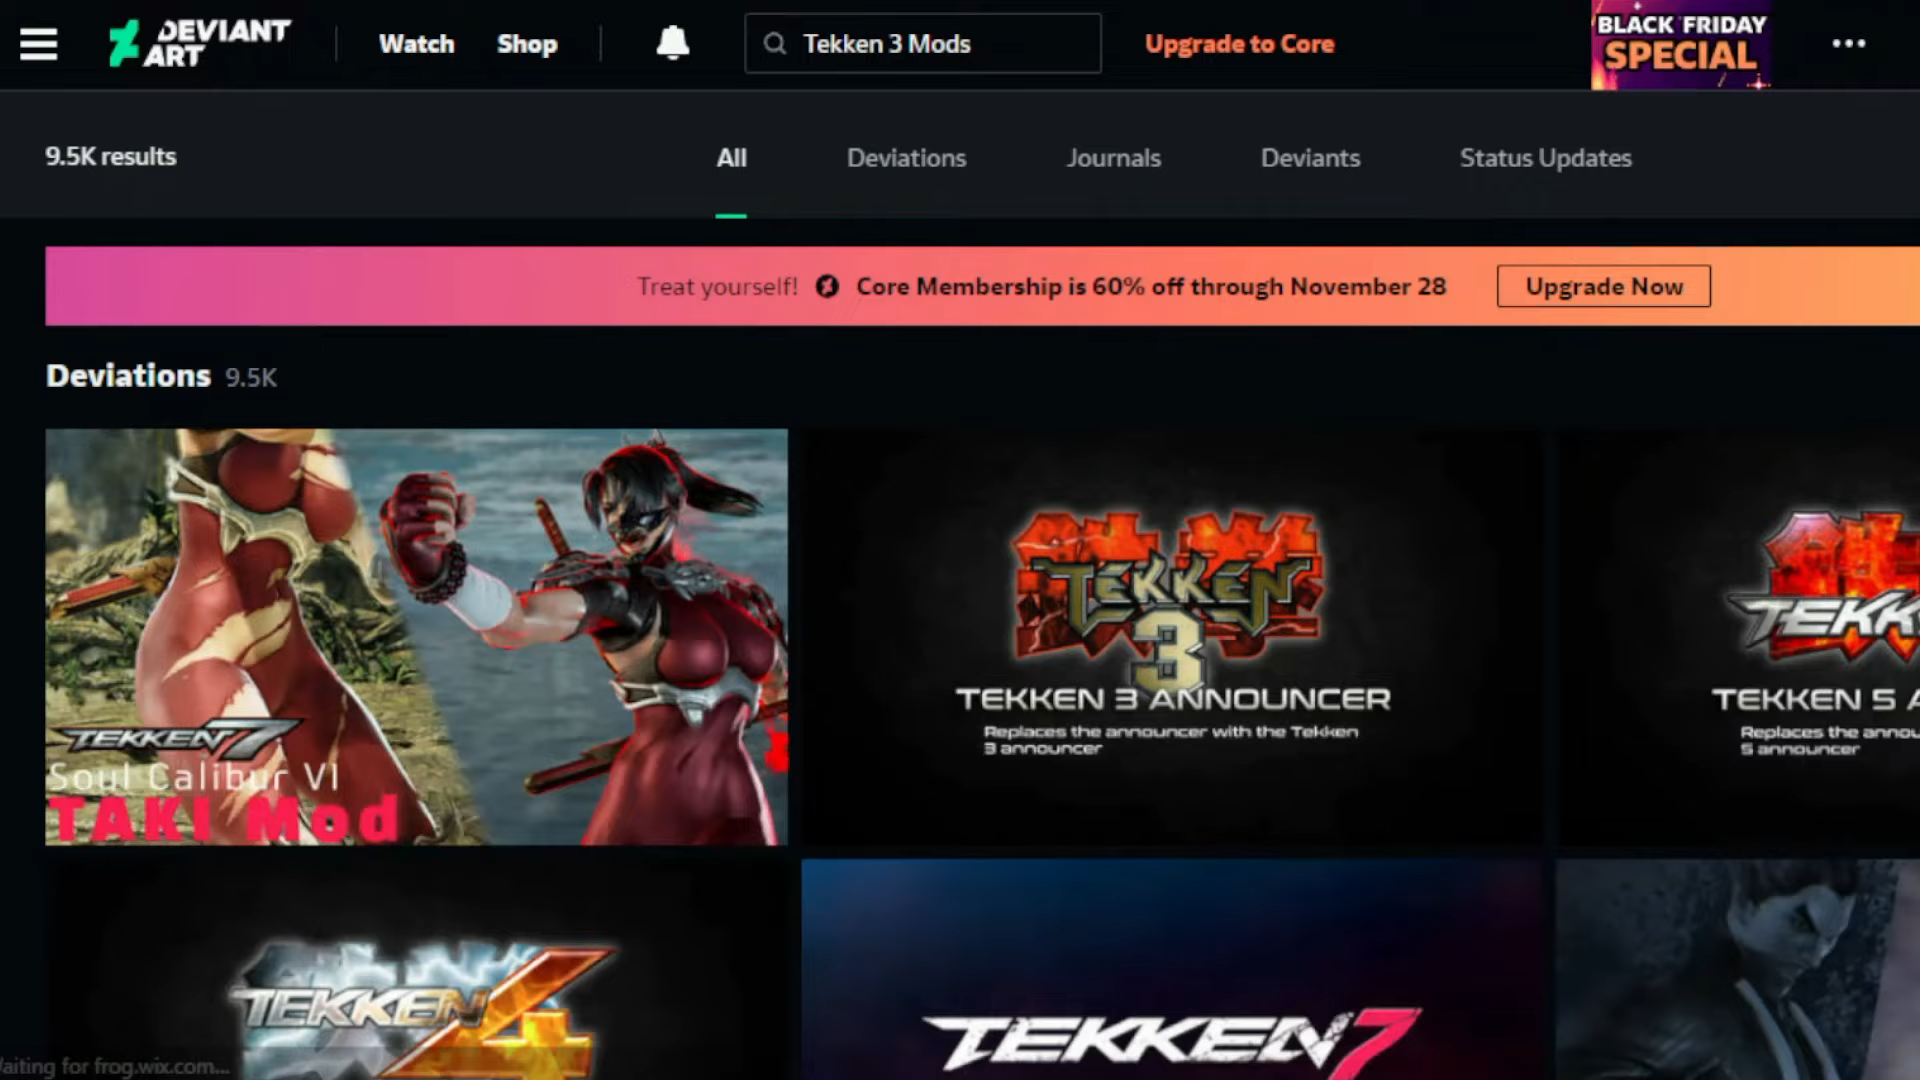 DEVIANT
ART
Watch
Shop
Tekken 3 Mods
Upgrade to Core
BLACK FRIDAY
SPECIAL
9.5K results
All
Deviations
Journals
Deviants
Status Updates
Treat yourself!
Core Membership is 60% off through November 28
Upgrade Now
Deviations 9.5K
TEKKEN 7
Soul Calibur VI
TAKI Mod
TEKKEN
3
TEKKEN 3 ANNOUNCER
Replaces the announcer with the Tekken
3 announcer
TEKK
TEKKEN 5 A
Replaces the annou
5 announcer
TEKKEN 4
TEKKEN 7
aiting for frog.wix.com...